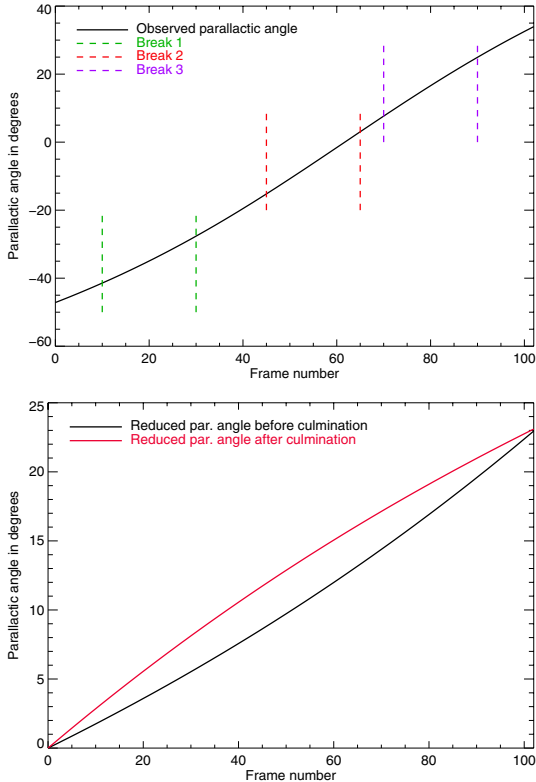 Observed parallactic angle
Break 1
Break 2
Break 3
Parallactic angle in degrees
40
20
0
−20
−40
−60
0 20 40 60 80 100
Frame number
Reduced par. angle before culmination
Reduced par. angle after culmination
Parallactic angle in degrees
25
20
15
10
5
0
0 20 40 60 80 100
Frame number